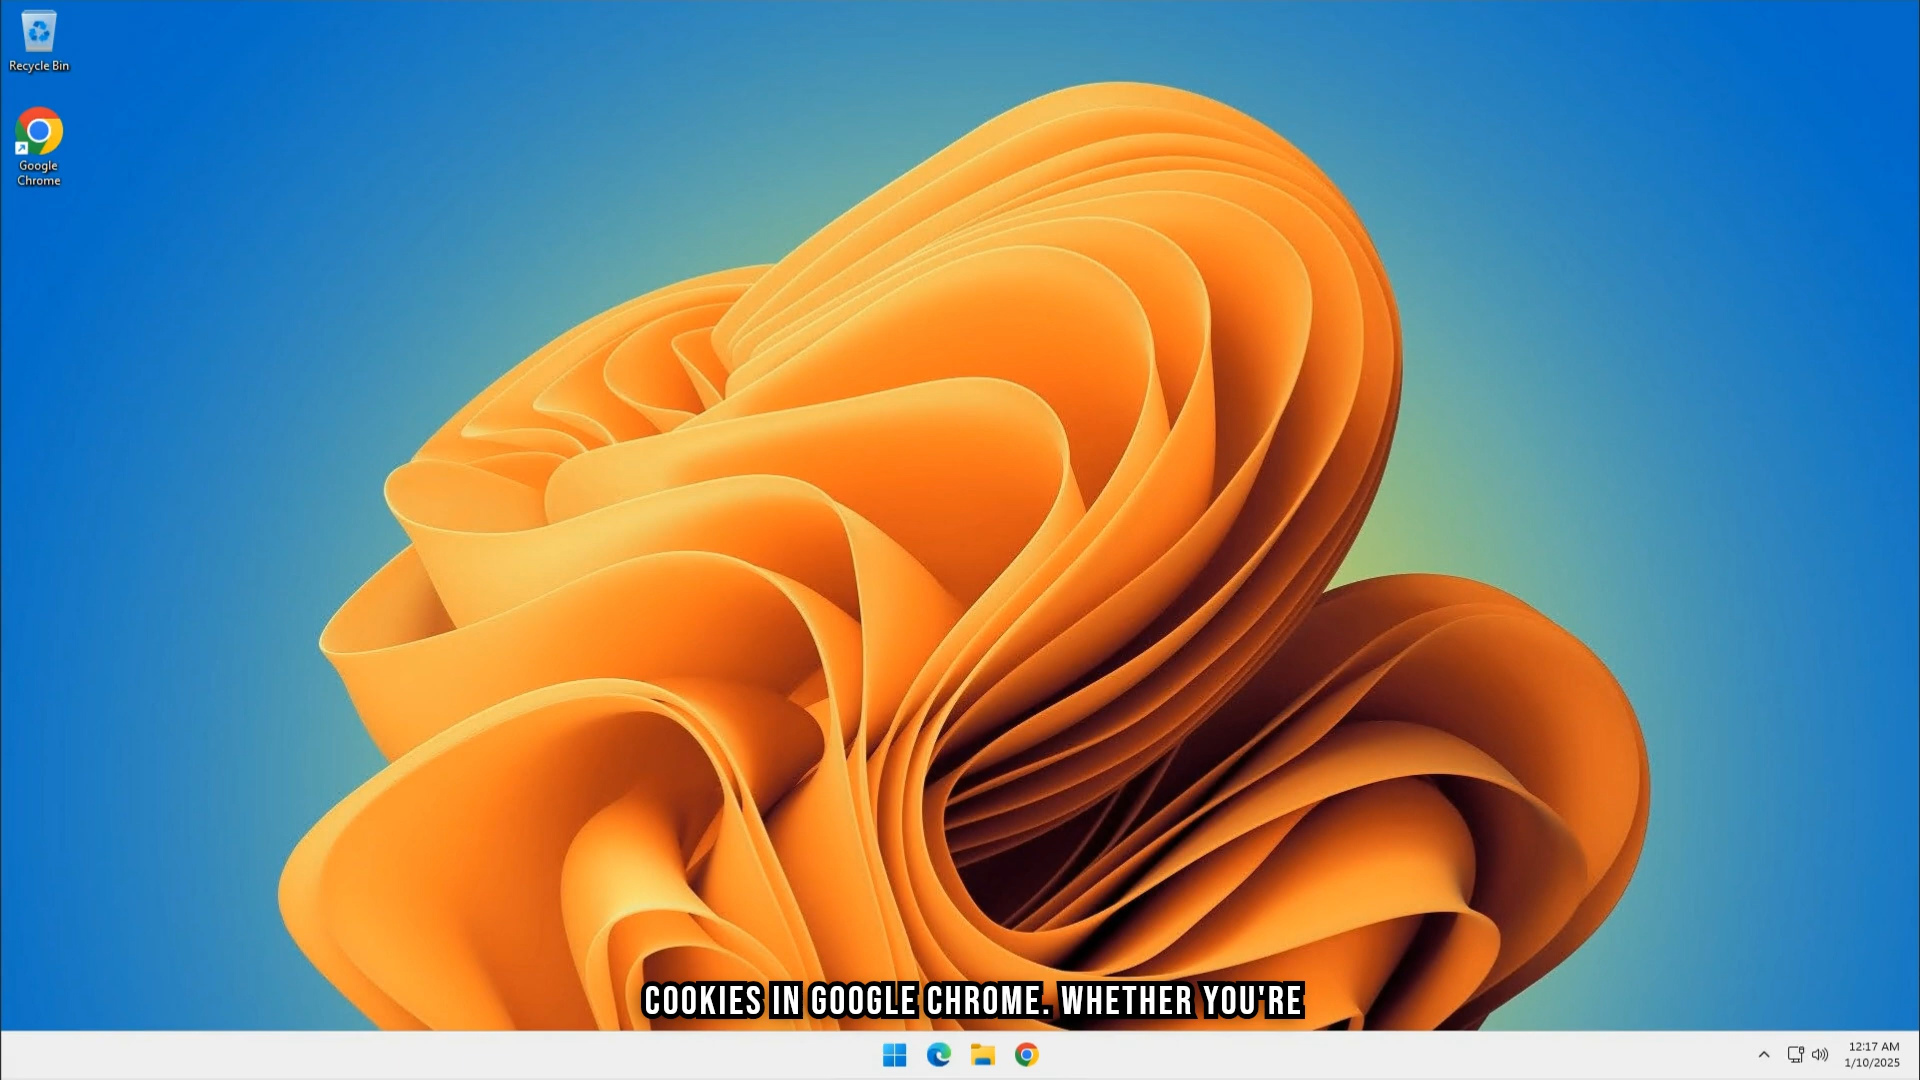 Recycle Bin
Google
Chrome
COOKIES IN GOOGLE CHROME. WHETHER YOU'RE
12:17 AM
1/10/2025